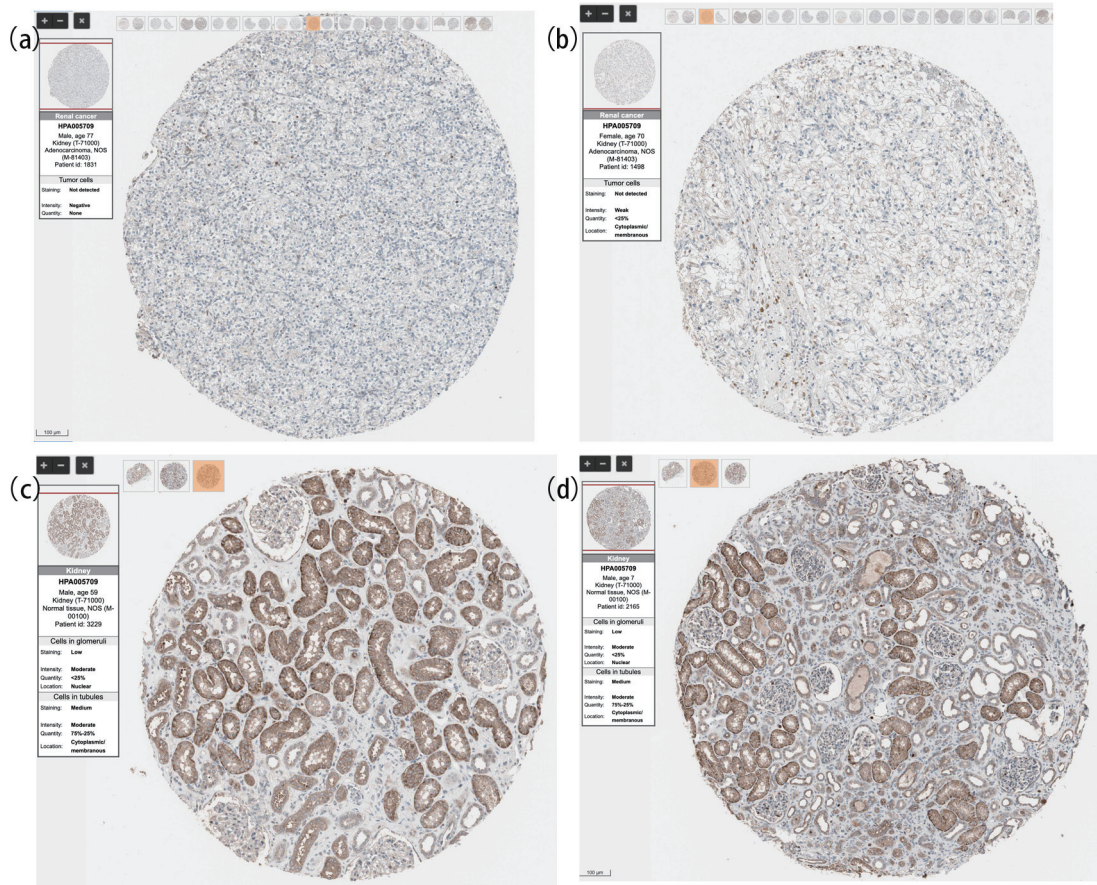 (a)
+ − ×
Renal cancer
HPA005709
Male, age 77
Kidney (T-71000)
Adenocarcinoma, NOS
(M-81403)
Patient id: 1831
Tumor cells
Staining: Not detected
Intensity: Negative
Quantity: None
100 µm
(b)
+ − ×
Renal cancer
HPA005709
Female, age 70
Kidney (T-71000)
Adenocarcinoma, NOS
(M-81403)
Patient id: 1498
Tumor cells
Staining: Not detected
Intensity: Weak
Quantity: <25%
Location: Cytoplasmic/
membranous
(c)
+ − ×
Kidney
HPA005709
Male, age 59
Kidney (T-71000)
Normal tissue, NOS (M-
00100)
Patient id: 3229
Cells in glomeruli
Staining: Low
Intensity: Moderate
Quantity: <25%
Location: Nuclear
Cells in tubules
Staining: Medium
Intensity: Moderate
Quantity: 75%-25%
Location: Cytoplasmic/
membranous
(d)
+ − ×
Kidney
HPA005709
Male, age 7
Kidney (T-71000)
Normal tissue, NOS (M-
00100)
Patient id: 2165
Cells in glomeruli
Staining: Low
Intensity: Moderate
Quantity: <25%
Location: Nuclear
Cells in tubules
Staining: Medium
Intensity: Moderate
Quantity: 75%-25%
Location: Cytoplasmic/
membranous
100 µm